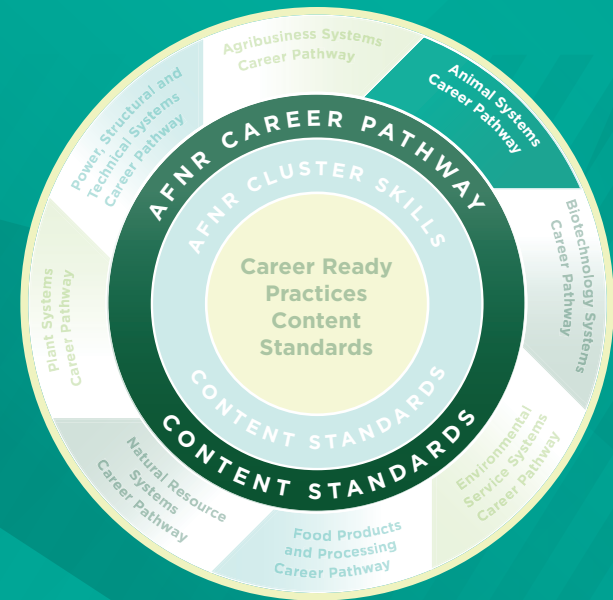 Agribusiness Systems
Career Pathway
Animal Systems
Career Pathway
Biotechnology Systems
Career Pathway
Environmental
Service Systems
Career Pathway
Food Products
and Processing
Career Pathway
Natural Resource
Systems
Career Pathway
Plant Systems
Career Pathway
Power, Structural and
Technical Systems
Career Pathway
AFNR CAREER PATHWAY
CONTENT STANDARDS
AFNR CLUSTER SKILLS
CONTENT STANDARDS
Career Ready
Practices
Content
Standards